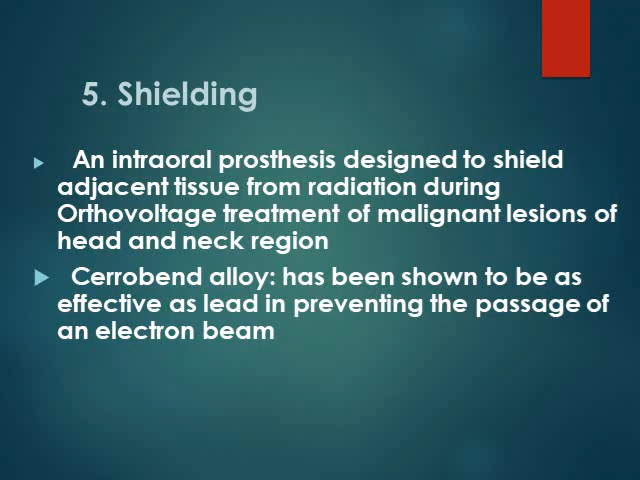 5. Shielding
An intraoral prosthesis designed to shield
adjacent tissue from radiation during
Orthovoltage treatment of malignant lesions of
head and neck region
Cerrobend alloy: has been shown to be as
effective as lead in preventing the passage of
an electron beam